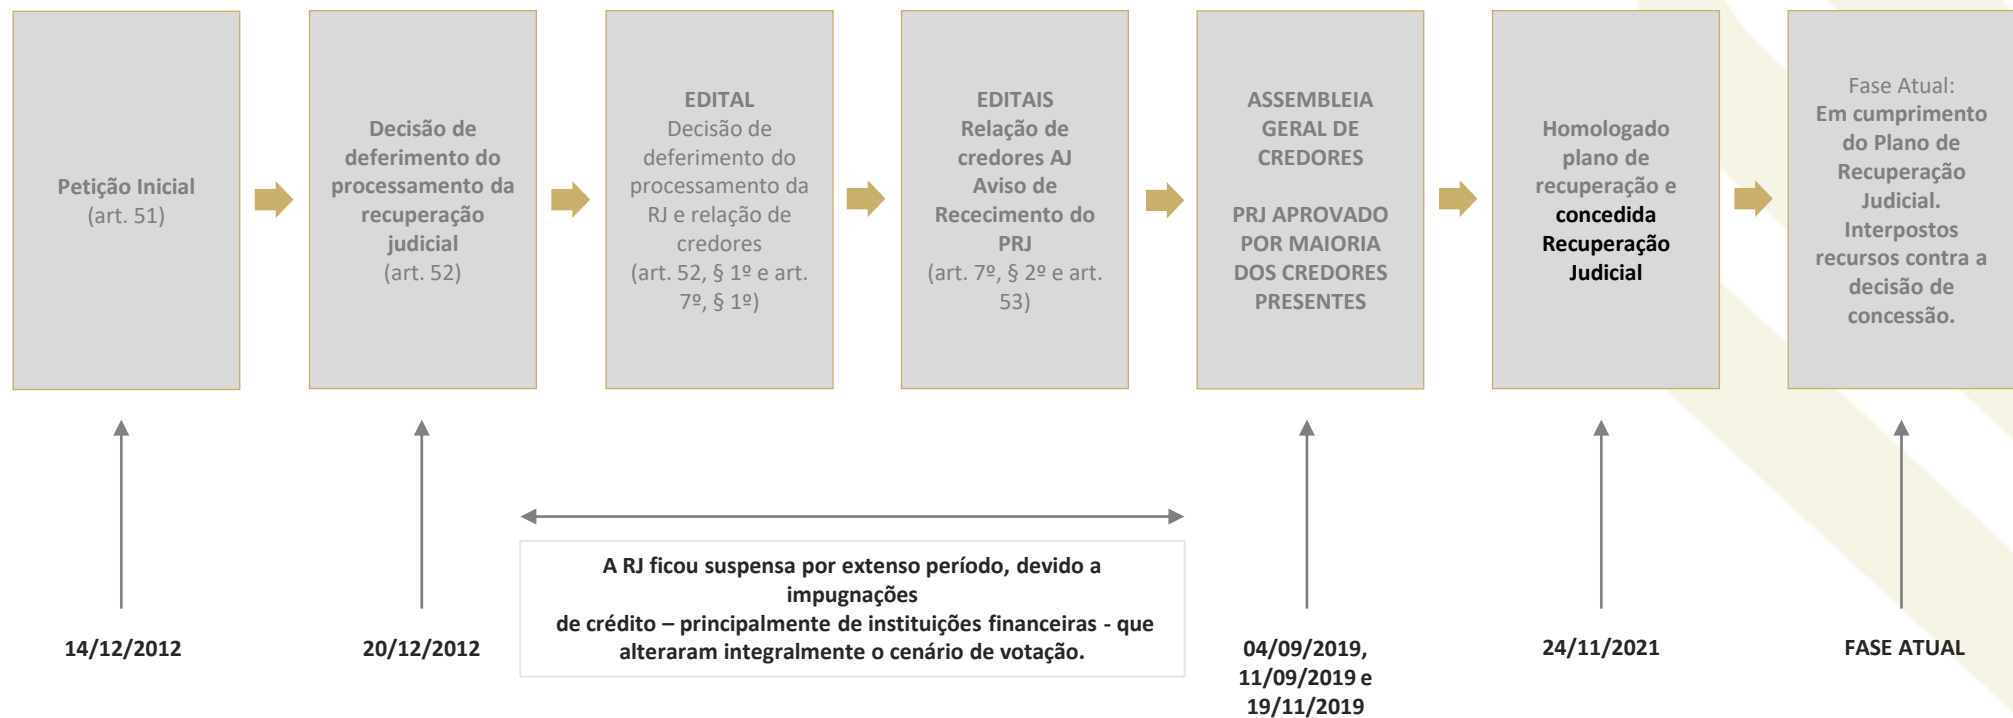 Petição Inicial
(art. 51)
Decisão de
deferimento do
processamento da
recuperação
judicial
(art. 52)
EDITAL
Decisão de
deferimento do
processamento da
RJ e relação de
credores
(art. 52, § 1º e art.
7º, § 1º)
EDITAIS
Relação de
credores AJ
Aviso de
Rececimento do
PRJ
(art. 7º, § 2º e art.
53)
ASSEMBLEIA
GERAL DE
CREDORES
PRJ APROVADO
POR MAIORIA
DOS CREDORES
PRESENTES
Homologado
plano de
recuperação e
concedida
Recuperação
Judicial
Fase Atual:
Em cumprimento
do Plano de
Recuperação
Judicial.
Interpostos
recursos contra a
decisão de
concessão.
A RJ ficou suspensa por extenso período, devido a
impugnações
de crédito – principalmente de instituições financeiras - que
alteraram integralmente o cenário de votação.
14/12/2012
20/12/2012
04/09/2019,
11/09/2019 e
19/11/2019
24/11/2021
FASE ATUAL